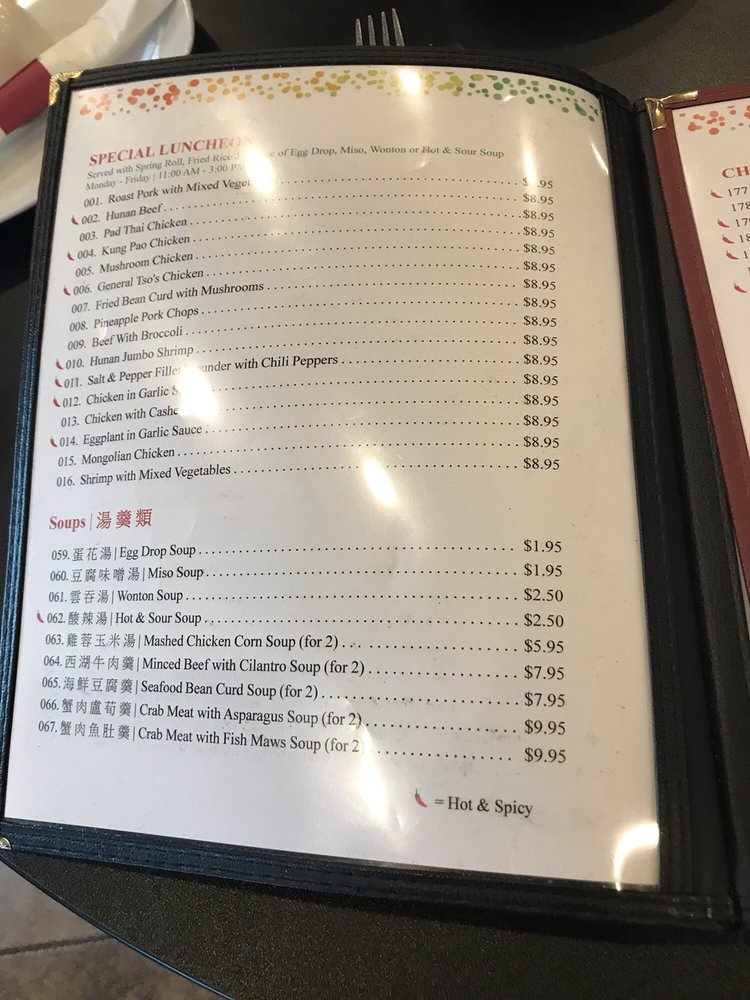 SPECIAL LUNCHEON
Served with Spring Roll, Fried Rice of Egg Drop, Miso, Wonton or Hot & Sour Soup
Monday - Friday | 11:00 AM - 3:00 PM
001. Roast Pork with Mixed .95
002. Hunan Beef $8.95
003. Pad Thai Chicken $8.95
004. Kung Pao Chicken $8.95
005. Mushroom Chicken $8.95
006. General Tso's Chicken $8.95
007. Fried Bean Curd with Mushrooms $8.95
008. Pineapple Pork Chops $8.95
009. Beef With Broccoli $8.95
010. Hunan Jumbo Shrimp $8.95
011. Salt & Pepper Fillet with Chili Peppers $8.95
012. Chicken in Garlic $8.95
013. Chicken with $8.95
014. Eggplant in Garlic Sauce $8.95
015. Mongolian Chicken $8.95
016. Shrimp with Mixed Vegetables $8.95
Soups | 湯羹類
059. 蛋花湯 | Egg Drop Soup $1.95
060. 豆腐味噌湯 | Miso Soup $1.95
061. 雲吞湯 | Wonton Soup $2.50
062. 酸辣湯 | Hot & Sour Soup $2.50
063. 雞蓉玉米湯 | Mashed Chicken Corn Soup (for 2) $5.95
064. 西湖牛肉羹 | Minced Beef with Cilantro Soup (for 2) $7.95
065. 海鮮豆腐羹 | Seafood Bean Curd Soup (for 2) $7.95
066. 蟹肉盧荀羹 | Crab Meat with Asparagus Soup (for 2) $9.95
067. 蟹肉魚肚羹 | Crab Meat with Fish Maws Soup (for 2 $9.95
= Hot & Spicy
CH
177
178